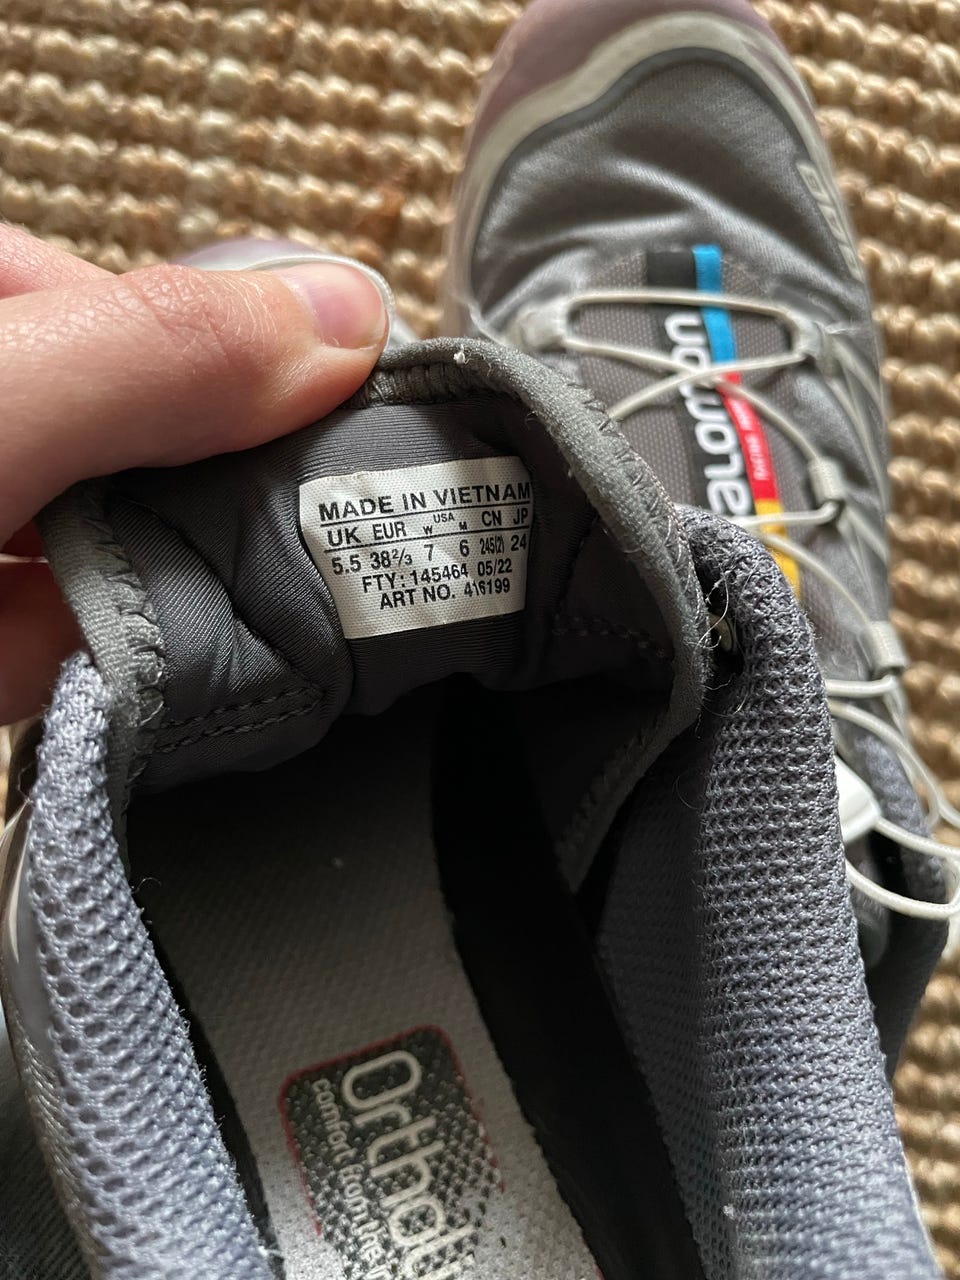 MADE IN VIETNAM
UK EUR W USA M CN JP
5.5 38⅔ 7 6 245(2) 24
FTY: 145464 05/22
ART NO. 416199
SALOMON
Ortholi
comfort from the